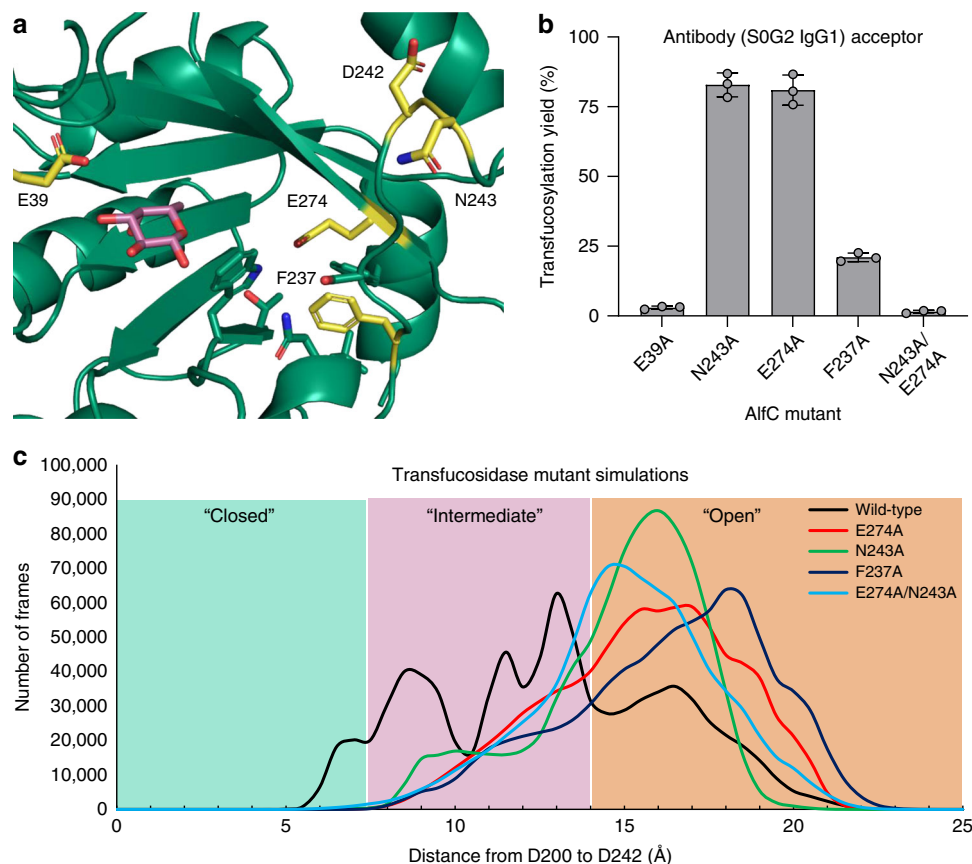 a
D242
E39
E274
N243
F237
b
Antibody (S0G2 IgG1) acceptor
Transfucosylation yield (%)
100
75
50
25
0
E39A
N243A
E274A
F237A
N243A/
E274A
AlfC mutant
c
Transfucosidase mutant simulations
Number of frames
100,000
90,000
80,000
70,000
60,000
50,000
40,000
30,000
20,000
10,000
0
"Closed"
"Intermediate"
"Open"
Wild-type
E274A
N243A
F237A
E274A/N243A
0 5 10 15 20 25
Distance from D200 to D242 (Å)